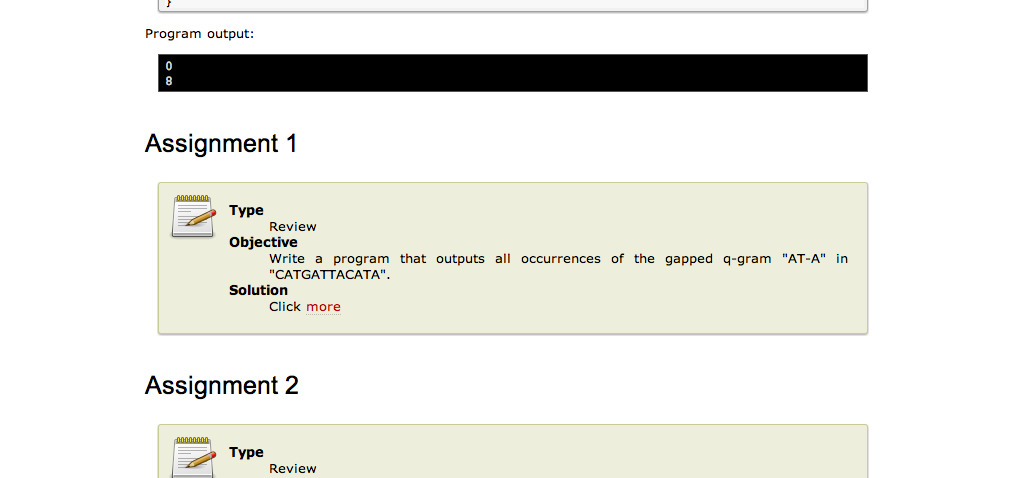 }
Program output:
0
8
Assignment 1
Type
Review
Objective
Write a program that outputs all occurrences of the gapped q-gram "AT-A" in
"CATGATTACATA".
Solution
Click more
Assignment 2
Type
Review